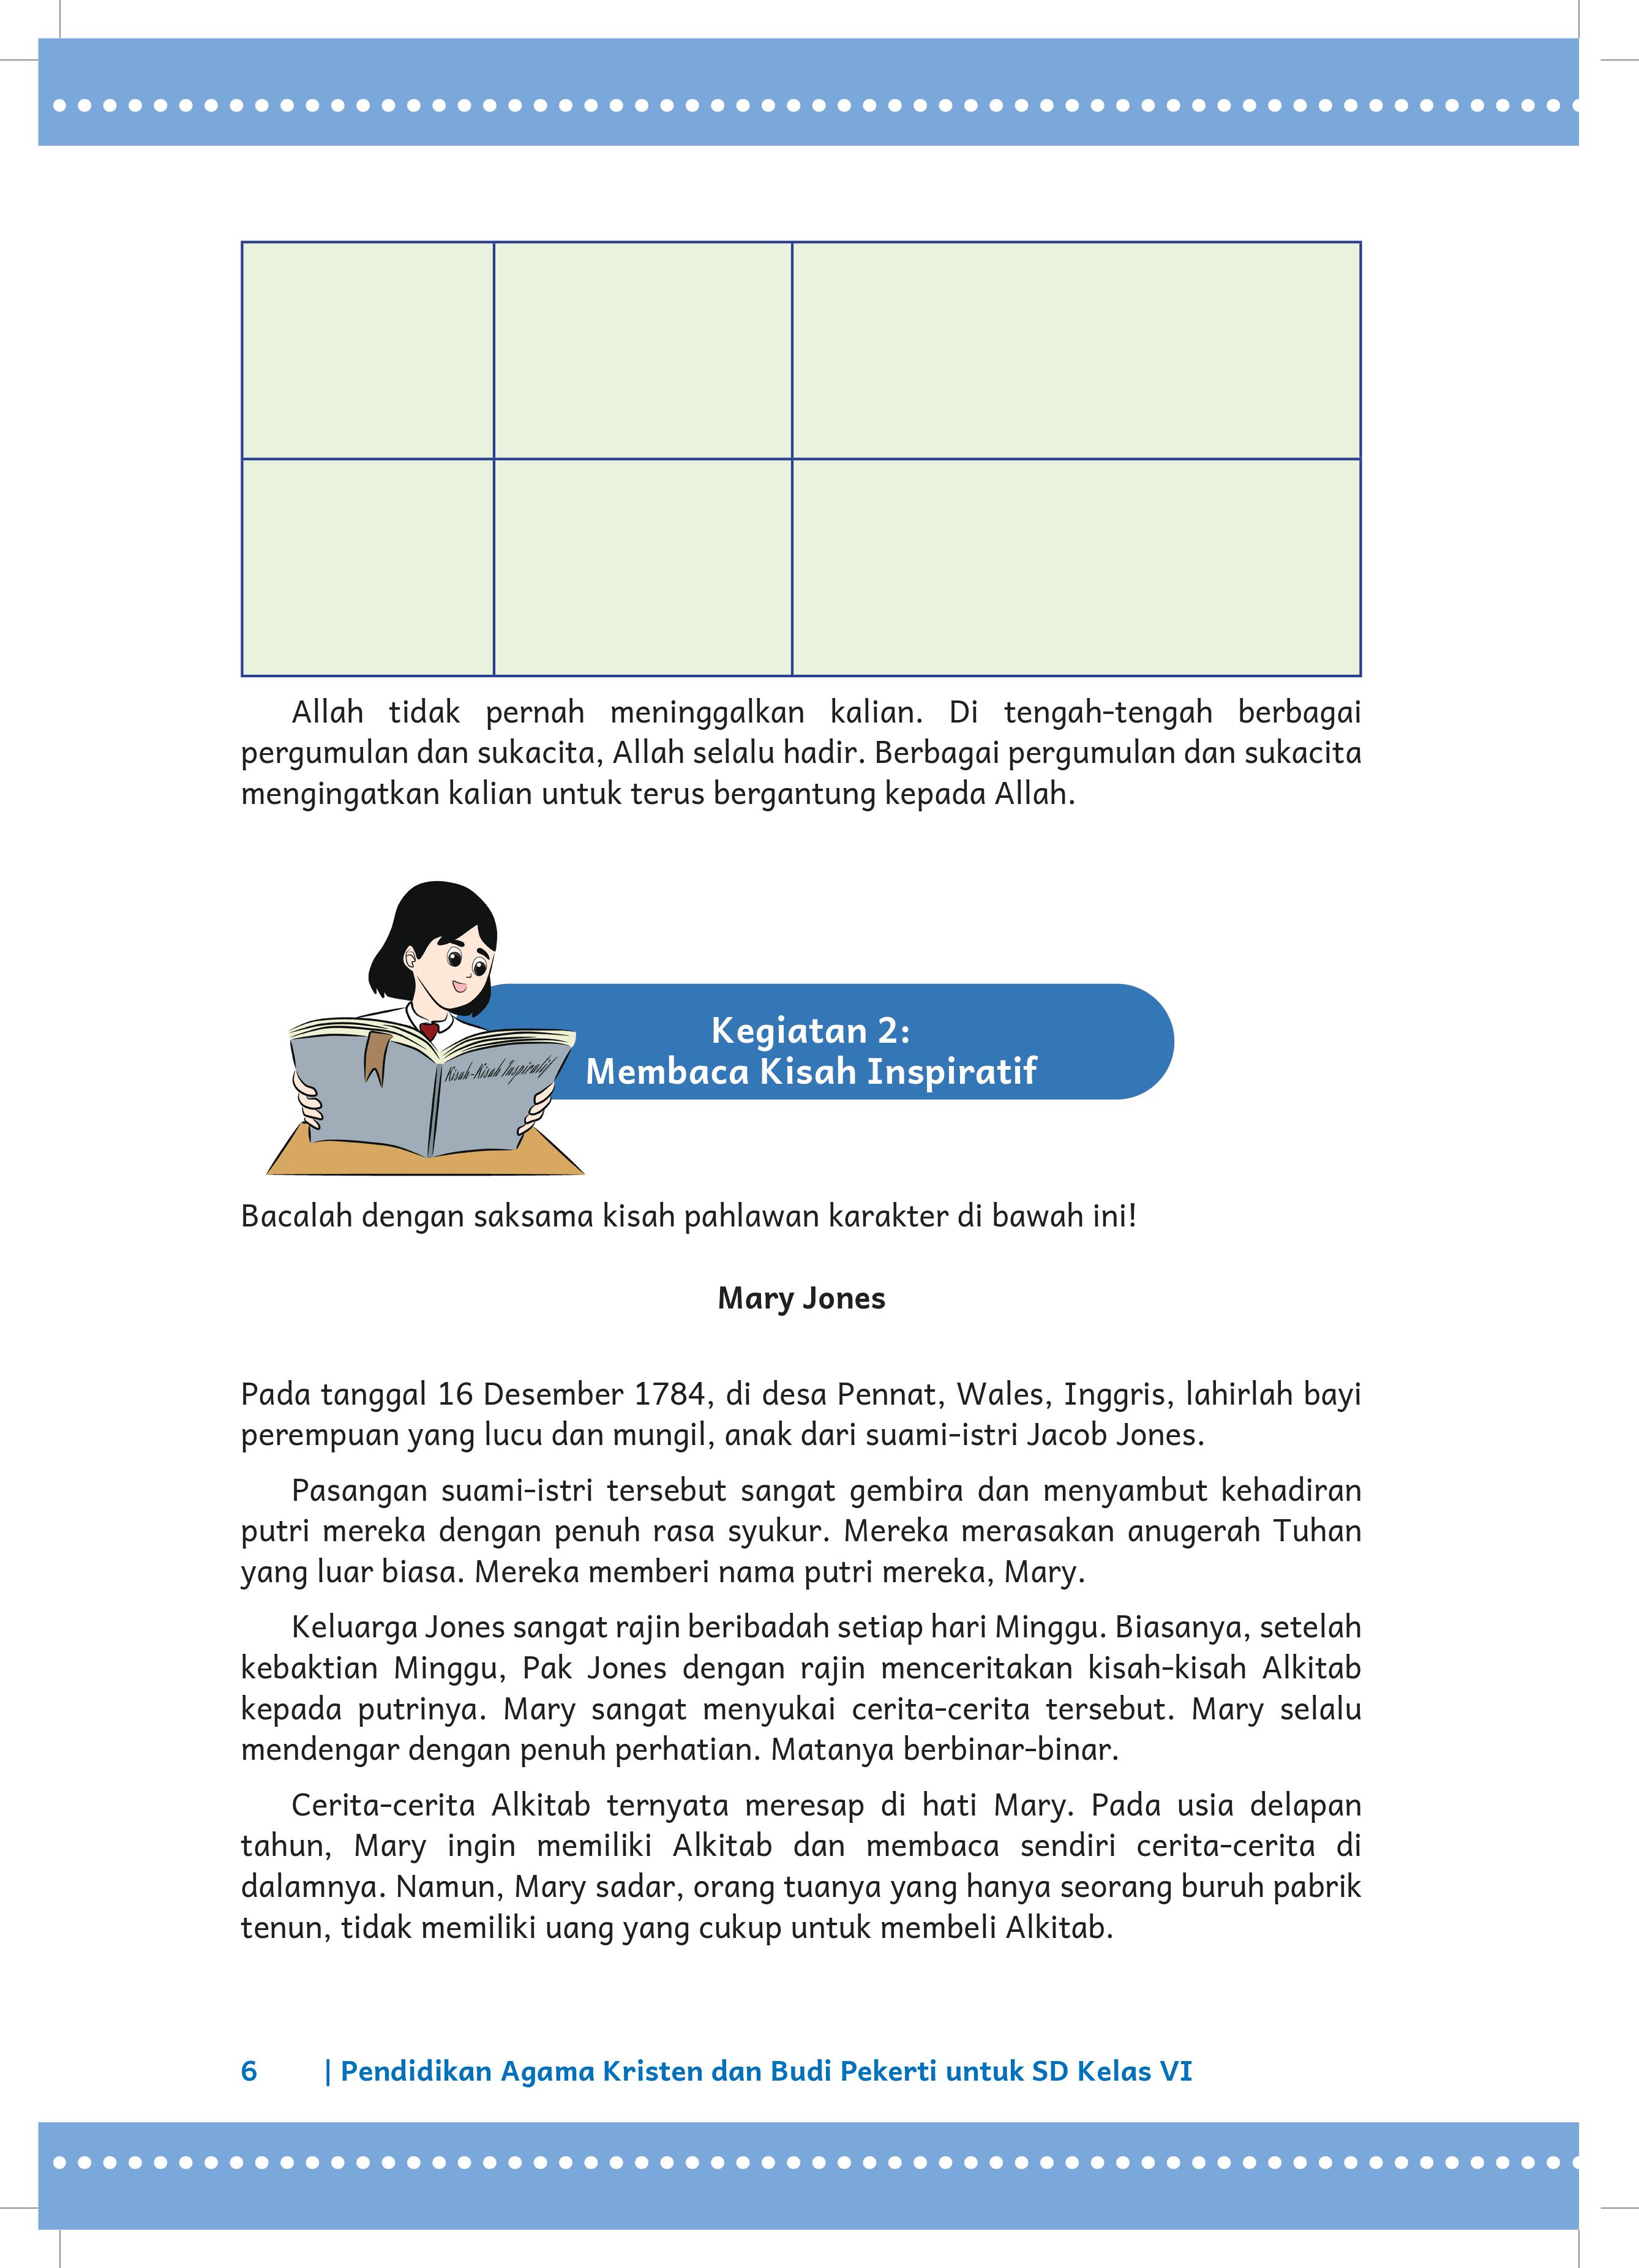 Allah tidak pernah meninggalkan kalian. Di tengah-tengah berbagai
pergumulan dan sukacita, Allah selalu hadir. Berbagai pergumulan dan sukacita
mengingatkan kalian untuk terus bergantung kepada Allah.
Kegiatan 2:
Membaca Kisah Inspiratif
Kisah-Kisah Inspiratif
Bacalah dengan saksama kisah pahlawan karakter di bawah ini!
Mary Jones
Pada tanggal 16 Desember 1784, di desa Pennat, Wales, Inggris, lahirlah bayi
perempuan yang lucu dan mungil, anak dari suami-istri Jacob Jones.
Pasangan suami-istri tersebut sangat gembira dan menyambut kehadiran
putri mereka dengan penuh rasa syukur. Mereka merasakan anugerah Tuhan
yang luar biasa. Mereka memberi nama putri mereka, Mary.
Keluarga Jones sangat rajin beribadah setiap hari Minggu. Biasanya, setelah
kebaktian Minggu, Pak Jones dengan rajin menceritakan kisah-kisah Alkitab
kepada putrinya. Mary sangat menyukai cerita-cerita tersebut. Mary selalu
mendengar dengan penuh perhatian. Matanya berbinar-binar.
Cerita-cerita Alkitab ternyata meresap di hati Mary. Pada usia delapan
tahun, Mary ingin memiliki Alkitab dan membaca sendiri cerita-cerita di
dalamnya. Namun, Mary sadar, orang tuanya yang hanya seorang buruh pabrik
tenun, tidak memiliki uang yang cukup untuk membeli Alkitab.
6 | Pendidikan Agama Kristen dan Budi Pekerti untuk SD Kelas VI